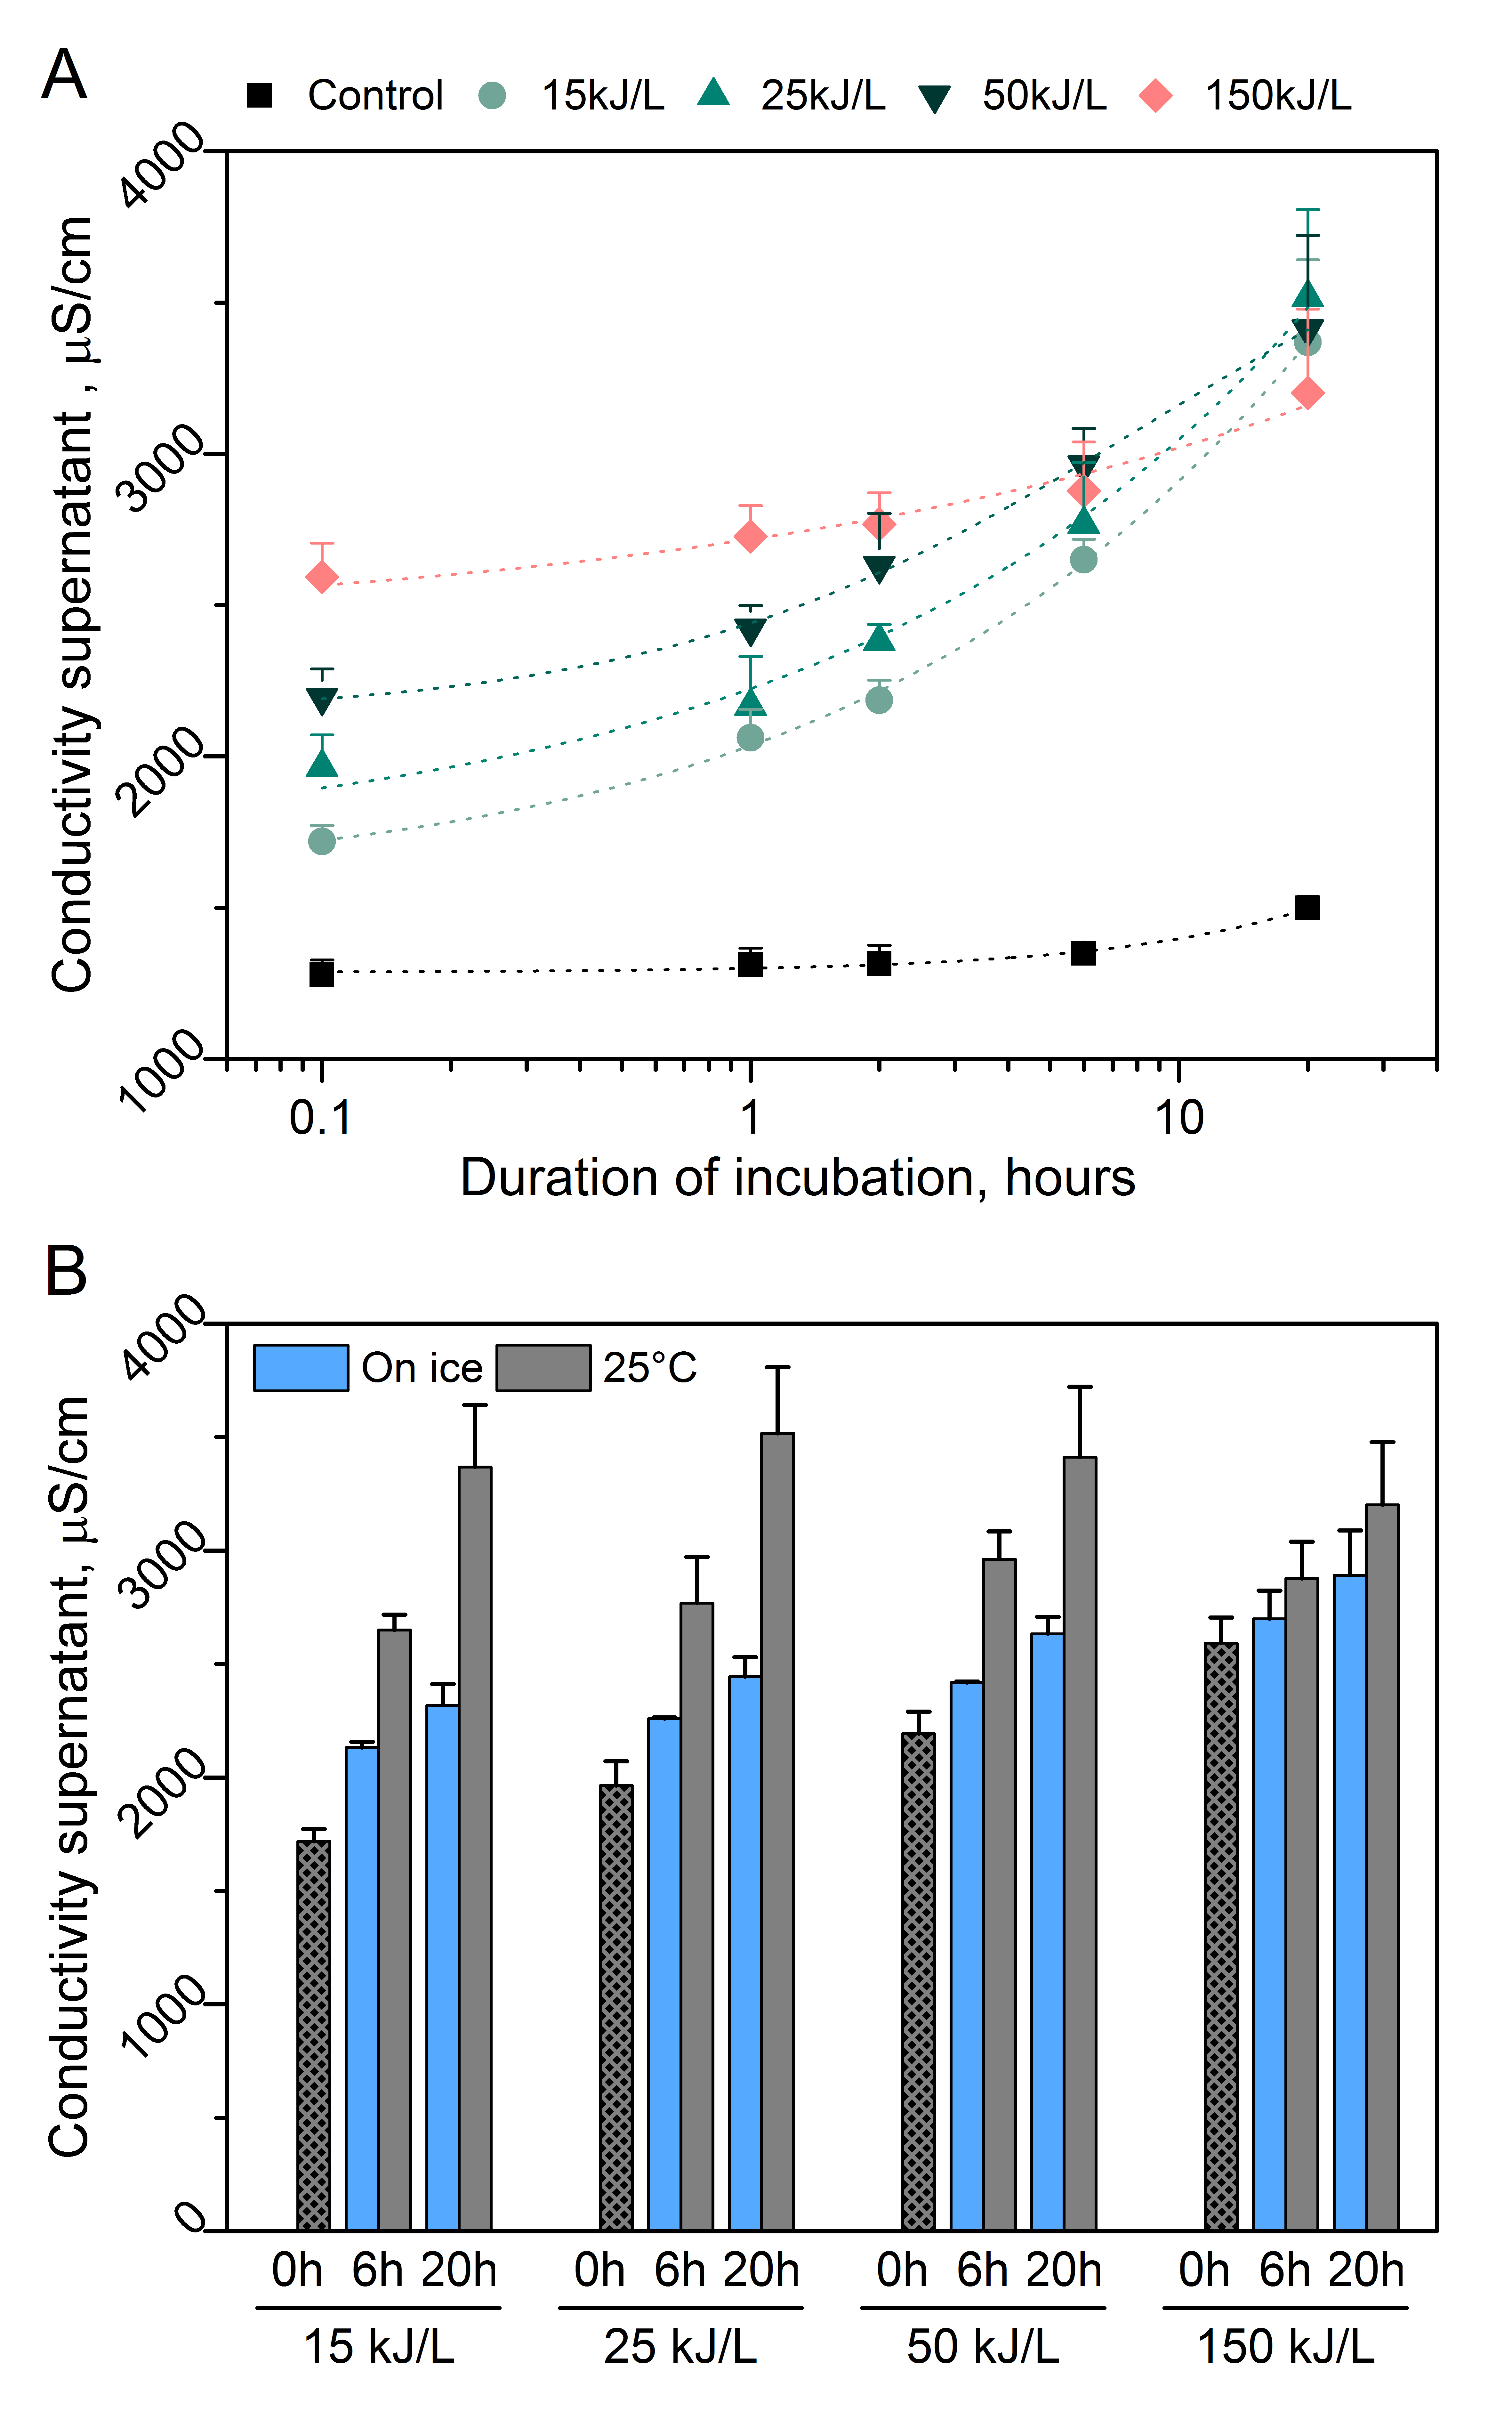 A
Control 15kJ/L 25kJ/L 50kJ/L 150kJ/L
4000
3000
2000
1000
Conductivity supernatant , μS/cm
0.1 1 10
Duration of incubation, hours
B
On ice 25°C
4000
3000
2000
1000
0
Conductivity supernatant, μS/cm
0h 6h 20h 0h 6h 20h 0h 6h 20h 0h 6h 20h
15 kJ/L 25 kJ/L 50 kJ/L 150 kJ/L